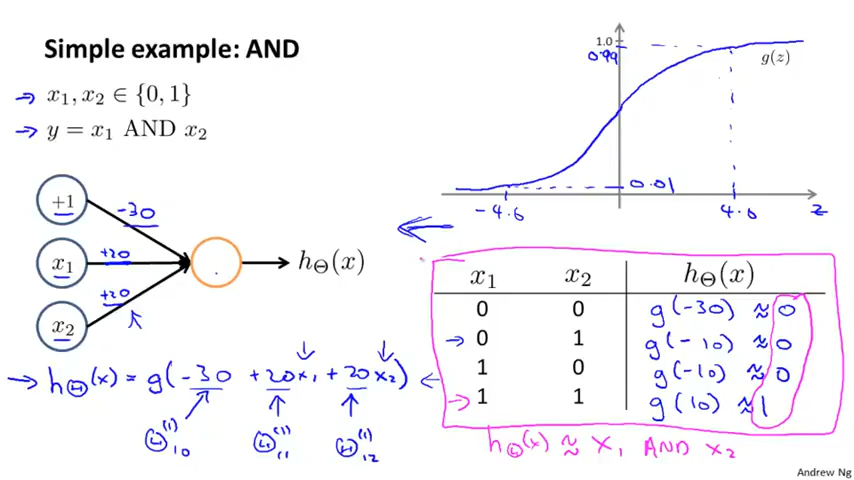 Simple example: AND
→ x₁, x₂ ∈ {0, 1}
→ y = x₁ AND x₂
1.0
0.99
g(z)
0.01
-4.6
4.6
z
+1
-30
x₁
+20
x₂
+20
h_Θ(x)
→ h_Θ(x) = g(-30 + 20x₁ + 20x₂) ←
Θ₁₀⁽¹⁾
Θ₁₁⁽¹⁾
Θ₁₂⁽¹⁾
x₁ x₂ h_Θ(x)
0 0 g(-30) ≈ 0
→ 0 1 g(-10) ≈ 0
1 0 g(-10) ≈ 0
→ 1 1 g(10) ≈ 1
h_Θ(x) ≈ x₁ AND x₂
Andrew Ng